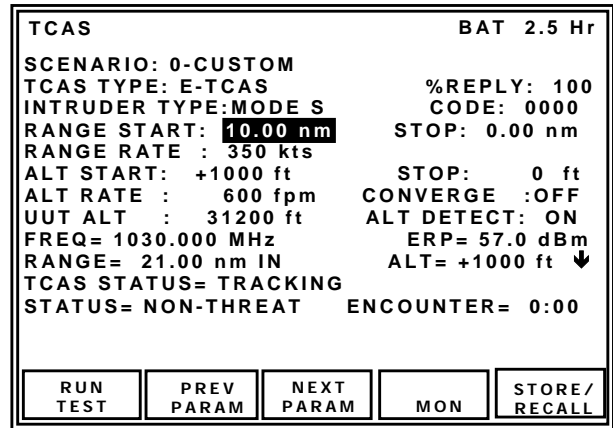 TCAS BAT 2.5 Hr
SCENARIO: 0-CUSTOM
TCAS TYPE: E-TCAS %REPLY: 100
INTRUDER TYPE:MODE S CODE: 0000
RANGE START: 10.00 nm STOP: 0.00 nm
RANGE RATE : 350 kts
ALT START: +1000 ft STOP: 0 ft
ALT RATE : 600 fpm CONVERGE :OFF
UUT ALT : 31200 ft ALT DETECT: ON
FREQ= 1030.000 MHz ERP= 57.0 dBm
RANGE= 21.00 nm IN ALT= +1000 ft
TCAS STATUS= TRACKING
STATUS= NON-THREAT ENCOUNTER= 0:00
RUN TEST
PREV PARAM
NEXT PARAM
MON
STORE/ RECALL